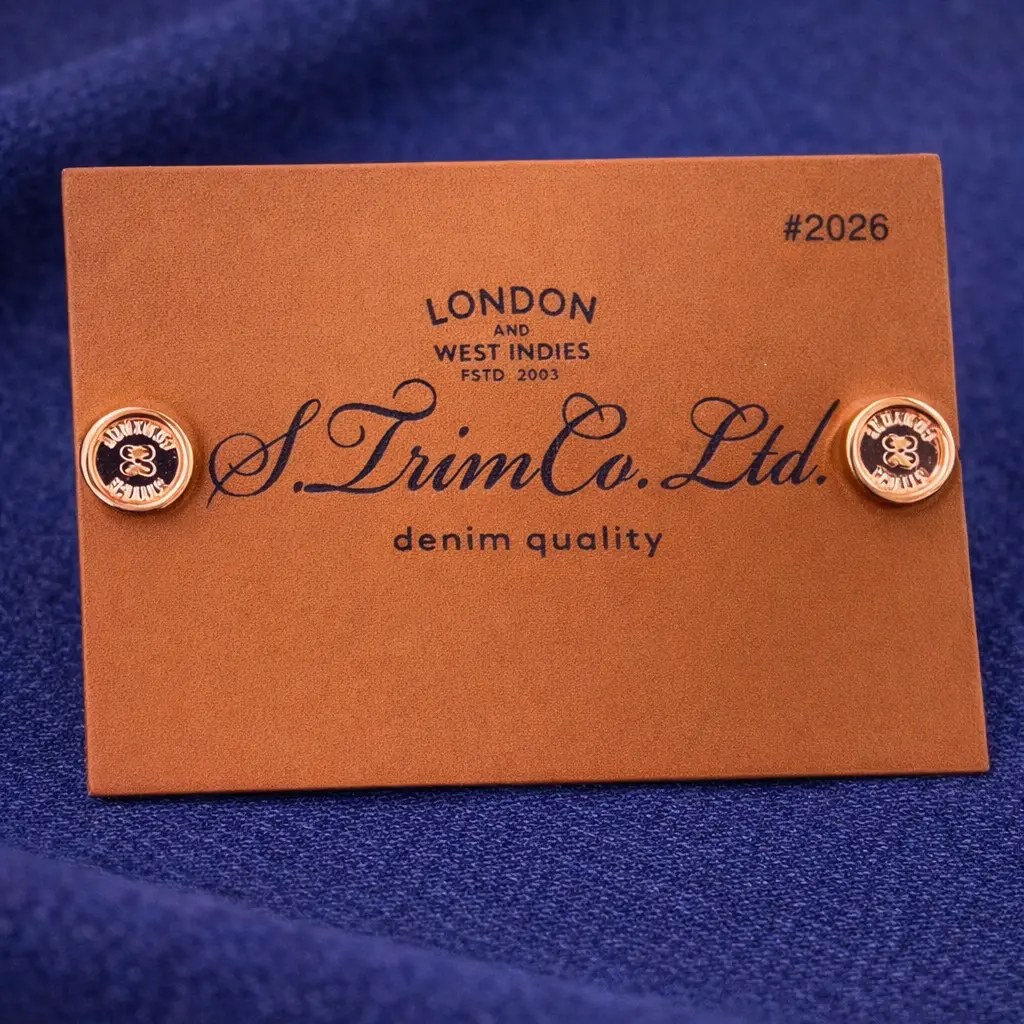 #2026
LONDON
AND
WEST INDIES
FSTD 2003
S.TrimCo.Ltd.
denim quality